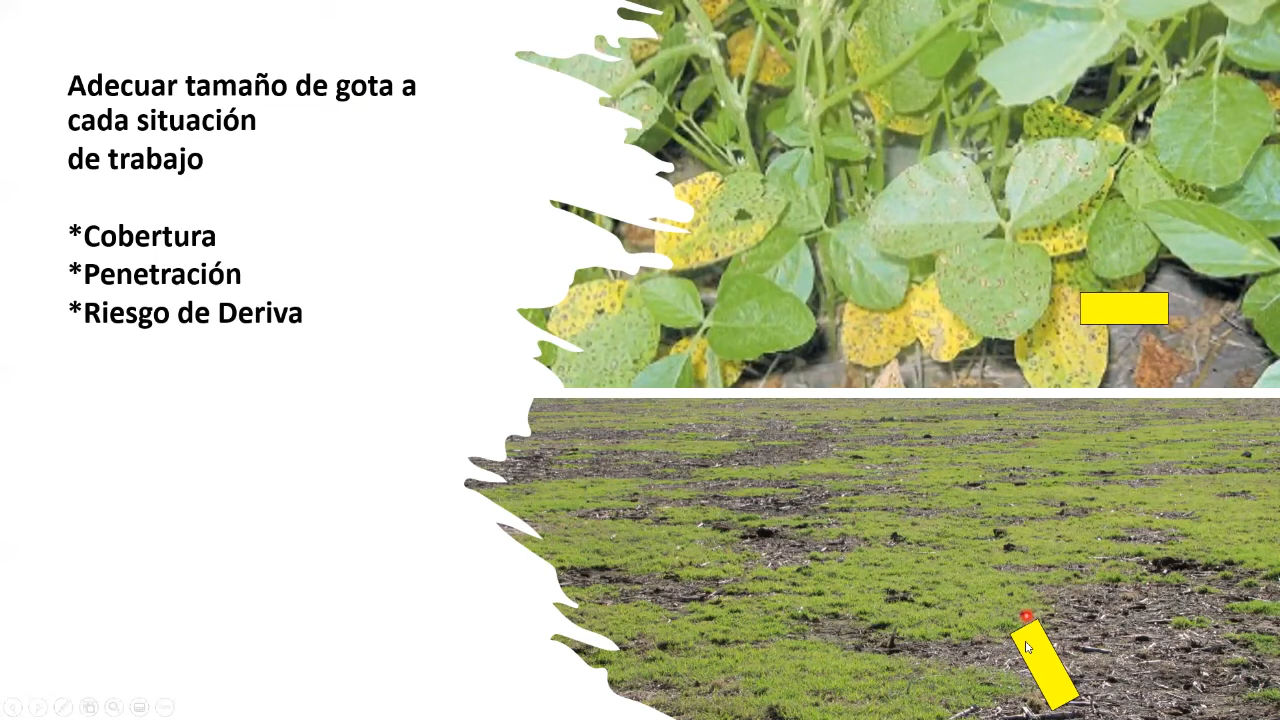 Adecuar tamaño de gota a
cada situación
de trabajo
*Cobertura
*Penetración
*Riesgo de Deriva